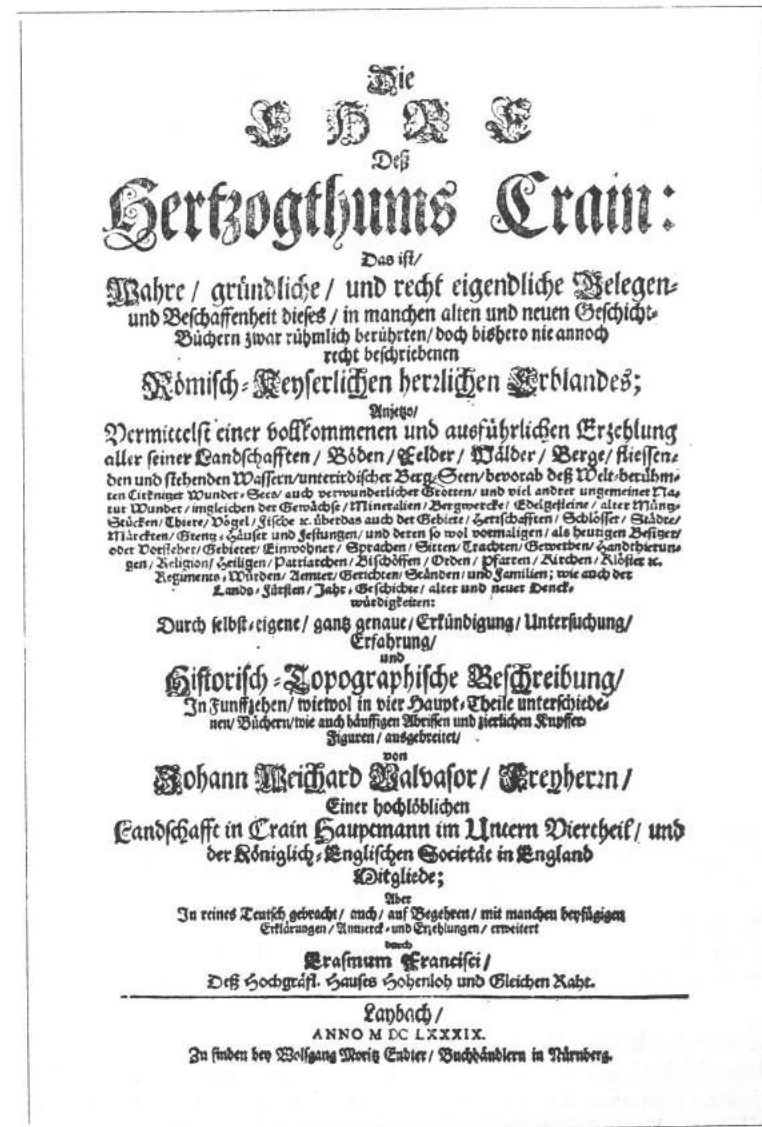 Die
EHRE
Deß
Hertzogthums Crain:
Das ist/
Wahre / gründliche / und recht eigendliche Belegen-
und Beschaffenheit dieses / in manchen alten und neuen Geschicht-
Büchern zwar rühmlich berührten / doch bishero nie annoch
recht beschriebenen
Römisch-Keyserlichen herrlichen Erblandes;
Anjetzo/
Vermittelst einer vollkommenen und ausführlichen Erzehlung
aller seiner Landschafften / Böden / Felder / Wälder / Berge / fliessen-
den und stehenden Wassern/unterirdischer Berg-Seen/bevorab deß Welt-berühm-
ten Cirknitzer Wunder-Sees/ auch verwunderlicher Grotten/ und viel andrer ungemeiner Na-
tur Wunder / imgleichen der Gewächse / Mineralien / Bergwercke / Edelgesteine / alter Müntz-
Stücken/ Thiere/ Vögel / Fische ꝛc. überdas auch der Gebiete/ Herrschafften / Schlösser / Städte/
Märckten/ Grentz-Häuser und Festungen/ und deren so wol vormaligen / als heutigen Besitzer/
oder Vorsteher/Gebieter/ Einwohner / Sprachen / Sitten/ Trachten/ Gewerben/ Handthierun-
gen / Religion/ Heiligen / Patriarchen / Bischöffen / Orden / Pfarren / Kirchen / Klöster ꝛc.
Regiments-Würden/ Aemter/ Gerichten/ Ständen/ und Familien; wie auch der
Lands-Fürsten / Jahr-Geschichte / alter und neuer Denck-
würdigkeiten:
Durch selbst-eigene / gantz genaue / Erkündigung / Untersuchung/
Erfahrung/
und
Historisch-Topographische Beschreibung/
In Funffzehen / wiewol in vier Haupt-Theile unterschiede-
nen/ Büchern/wie auch häuffigen Abrissen und zierlichen Kupffer-
Figuren / ausgebreitet/
von
Johann Weichard Valvasor / Freyherrn/
Einer hochlöblichen
Landschafft in Crain Hauptmann im Untern Viertheil / und
der Königlich-Englischen Societät in England
Mitgliede;
Aber
In reines Teutsch gebracht / auch / auf Begehren / mit manchen beyfügigen
Erklärungen / Anmerck- und Erzehlungen / erweitert
durch
Erasmum Francisci/
Deß Hochgräfl. Hauses Hohenloh und Gleichen Raht.
Laybach /
ANNO M DC LXXXIX.
Zu finden bey Wolfgang Moritz Endter / Buchhändlern in Nürnberg.